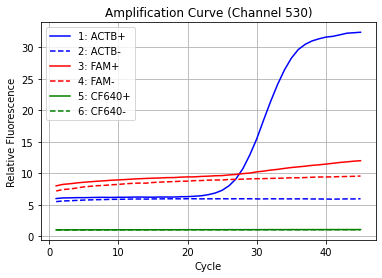 Amplification Curve (Channel 530)
1: ACTB+
2: ACTB-
3: FAM+
4: FAM-
5: CF640+
6: CF640-
Relative Fluorescence
30
25
20
15
10
5
0
0 10 20 30 40
Cycle